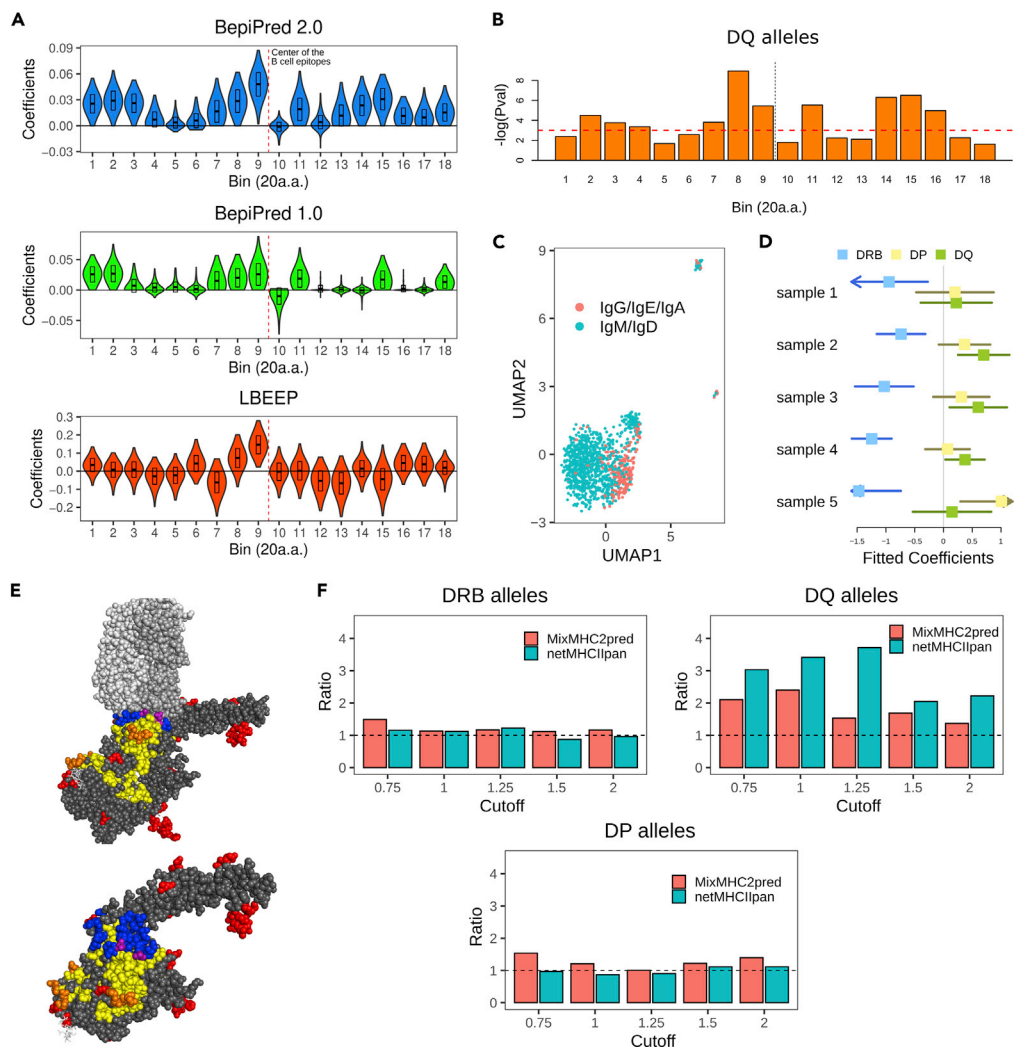 A
BepiPred 2.0
Coefficients
0.09
0.06
0.03
0.00
−0.03
Center of the
B cell epitopes
1 2 3 4 5 6 7 8 9 10 11 12 13 14 15 16 17 18
Bin (20a.a.)
BepiPred 1.0
Coefficients
0.05
0.00
−0.05
1 2 3 4 5 6 7 8 9 10 11 12 13 14 15 16 17 18
Bin (20a.a.)
LBEEP
Coefficients
0.3
0.2
0.1
0.0
−0.1
−0.2
1 2 3 4 5 6 7 8 9 10 11 12 13 14 15 16 17 18
Bin (20a.a.)
B
DQ alleles
-log(Pval)
8
6
4
2
0
1 2 3 4 5 6 7 8 9 10 11 12 13 14 15 16 17 18
Bin (20a.a.)
C
UMAP2
9
6
3
0
−3
IgG/IgE/IgA
IgM/IgD
0 5
UMAP1
D
DRB DP DQ
sample 1
sample 2
sample 3
sample 4
sample 5
−1.5 −1 −0.5 0 0.5 1
Fitted Coefficients
E
F
DRB alleles
Ratio
4
3
2
1
0
MixMHC2pred
netMHCIIpan
0.75 1 1.25 1.5 2
Cutoff
DQ alleles
Ratio
4
3
2
1
0
MixMHC2pred
netMHCIIpan
0.75 1 1.25 1.5 2
Cutoff
DP alleles
Ratio
4
3
2
1
0
MixMHC2pred
netMHCIIpan
0.75 1 1.25 1.5 2
Cutoff